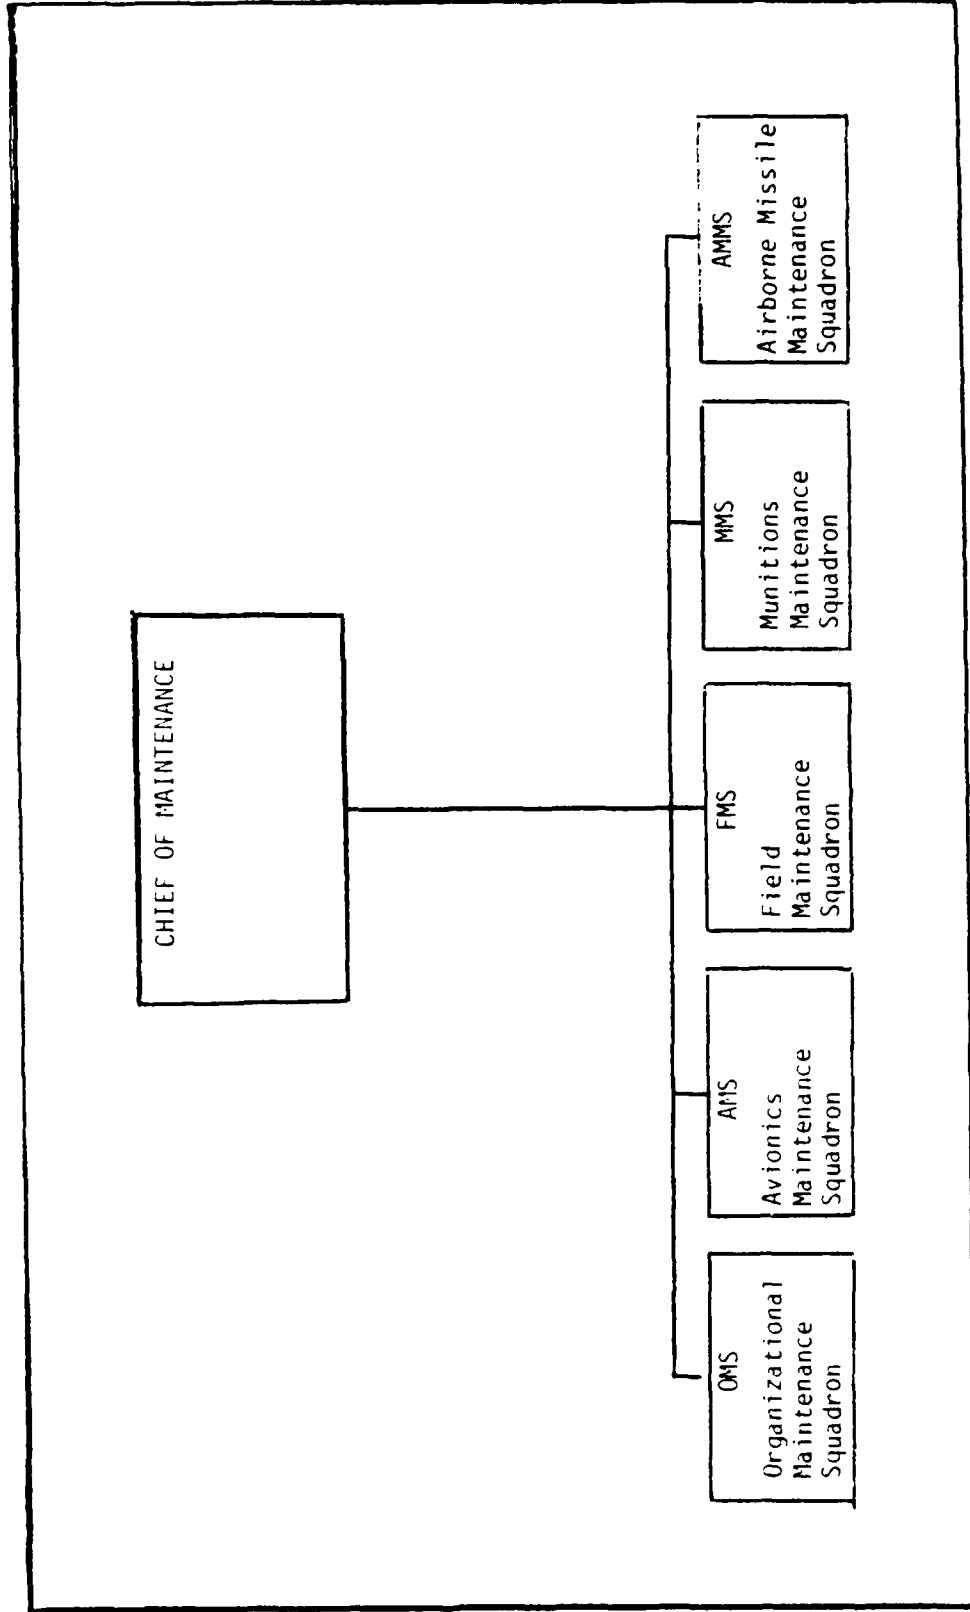 CHIEF OF MAINTENANCE
OMS
Organizational
Maintenance
Squadron
AMS
Avionics
Maintenance
Squadron
FMS
Field
Maintenance
Squadron
MMS
Munitions
Maintenance
Squadron
AMMS
Airborne Missile
Maintenance
Squadron